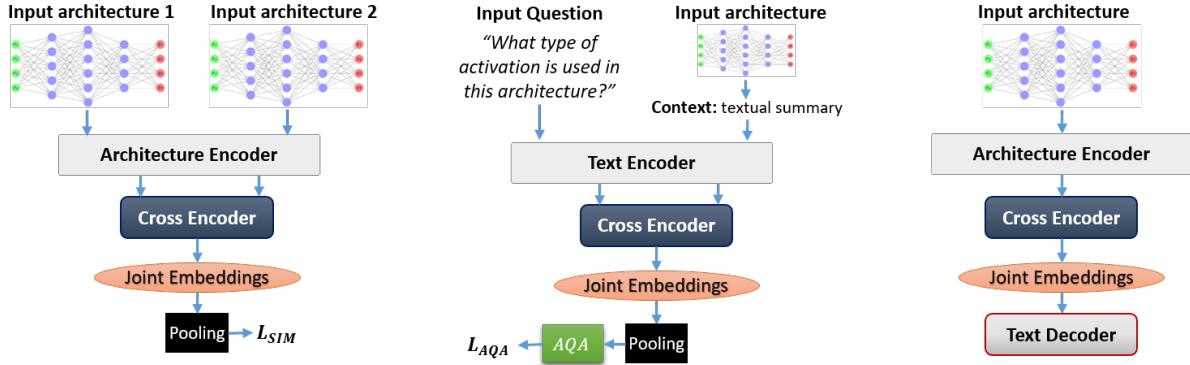 Input architecture 1
Input architecture 2
Architecture Encoder
Cross Encoder
Joint Embeddings
Pooling
L_SIM
Input Question
“What type of
activation is used in
this architecture?”
Input architecture
Context: textual summary
Text Encoder
Cross Encoder
Joint Embeddings
L_AQA
AQA
Pooling
Input architecture
Architecture Encoder
Cross Encoder
Joint Embeddings
Text Decoder